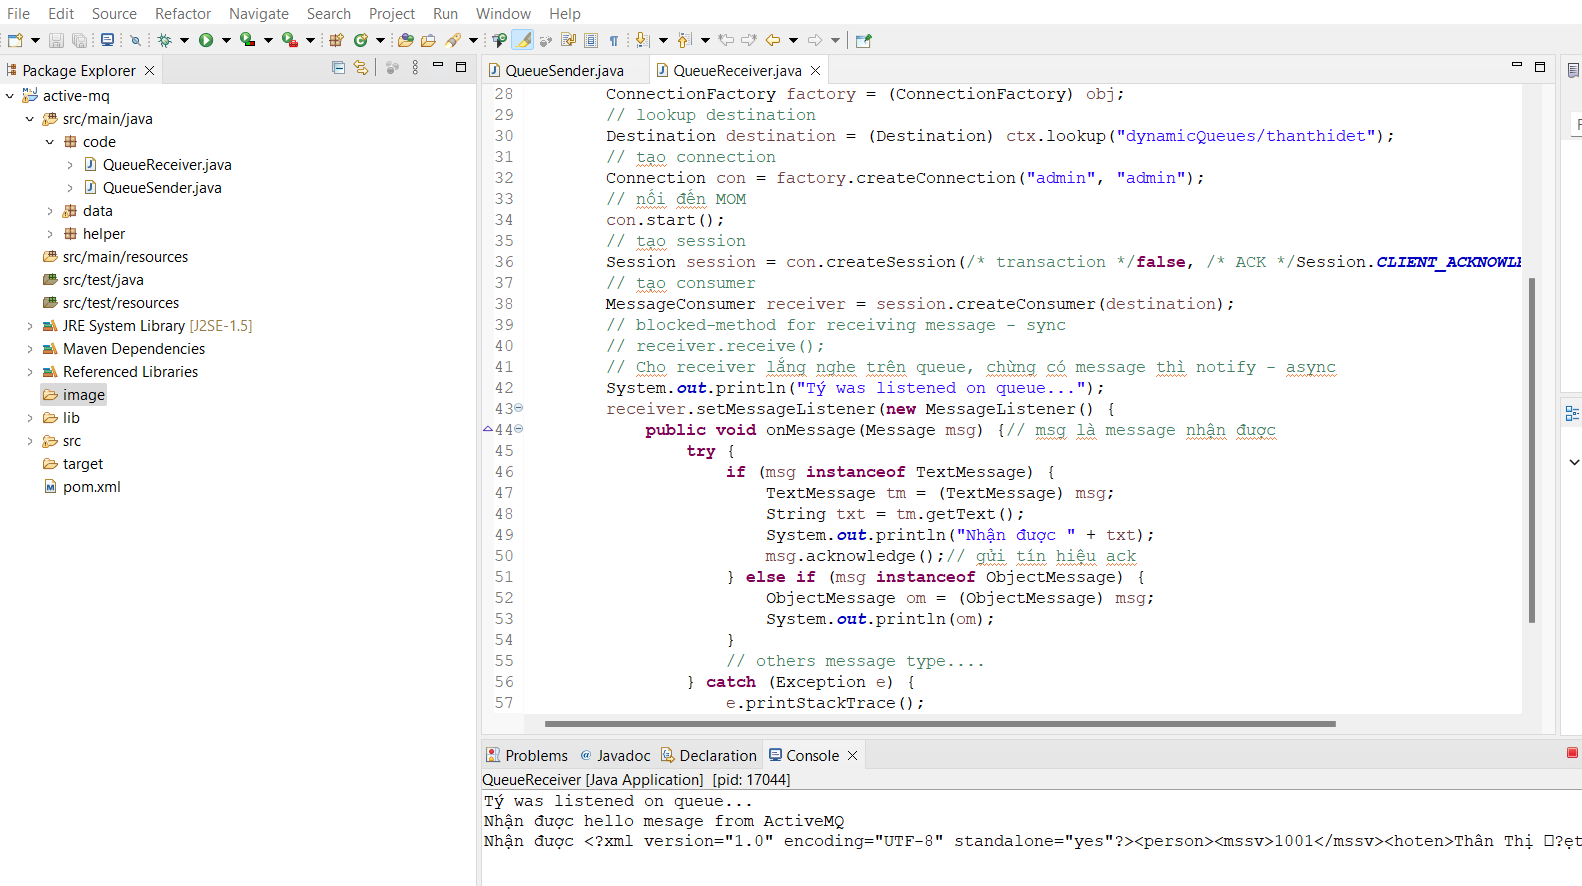 File Edit Source Refactor Navigate Search Project Run Window Help
Package Explorer
active-mq
src/main/java
code
QueueReceiver.java
QueueSender.java
data
helper
src/main/resources
src/test/java
src/test/resources
JRE System Library [J2SE-1.5]
Maven Dependencies
Referenced Libraries
image
lib
src
target
pom.xml
QueueSender.java QueueReceiver.java
28 ConnectionFactory factory = (ConnectionFactory) obj;
29 // lookup destination
30 Destination destination = (Destination) ctx.lookup("dynamicQueues/thanthidet");
31 // tạo connection
32 Connection con = factory.createConnection("admin", "admin");
33 // nối đến MOM
34 con.start();
35 // tạo session
36 Session session = con.createSession(/* transaction */false, /* ACK */Session.CLIENT_ACKNOWLE
37 // tạo consumer
38 MessageConsumer receiver = session.createConsumer(destination);
39 // blocked-method for receiving message - sync
40 // receiver.receive();
41 // Cho receiver lắng nghe trên queue, chừng có message thì notify - async
42 System.out.println("Tý was listened on queue...");
43 receiver.setMessageListener(new MessageListener() {
44 public void onMessage(Message msg) {// msg là message nhận được
45 try {
46 if (msg instanceof TextMessage) {
47 TextMessage tm = (TextMessage) msg;
48 String txt = tm.getText();
49 System.out.println("Nhận được " + txt);
50 msg.acknowledge();// gửi tín hiệu ack
51 } else if (msg instanceof ObjectMessage) {
52 ObjectMessage om = (ObjectMessage) msg;
53 System.out.println(om);
54 }
55 // others message type....
56 } catch (Exception e) {
57 e.printStackTrace();
Problems Javadoc Declaration Console
QueueReceiver [Java Application] [pid: 17044]
Tý was listened on queue...
Nhận được hello mesage from ActiveMQ
Nhận được <?xml version="1.0" encoding="UTF-8" standalone="yes"?><person><mssv>1001</mssv><hoten>Thân Thị □?ẹt